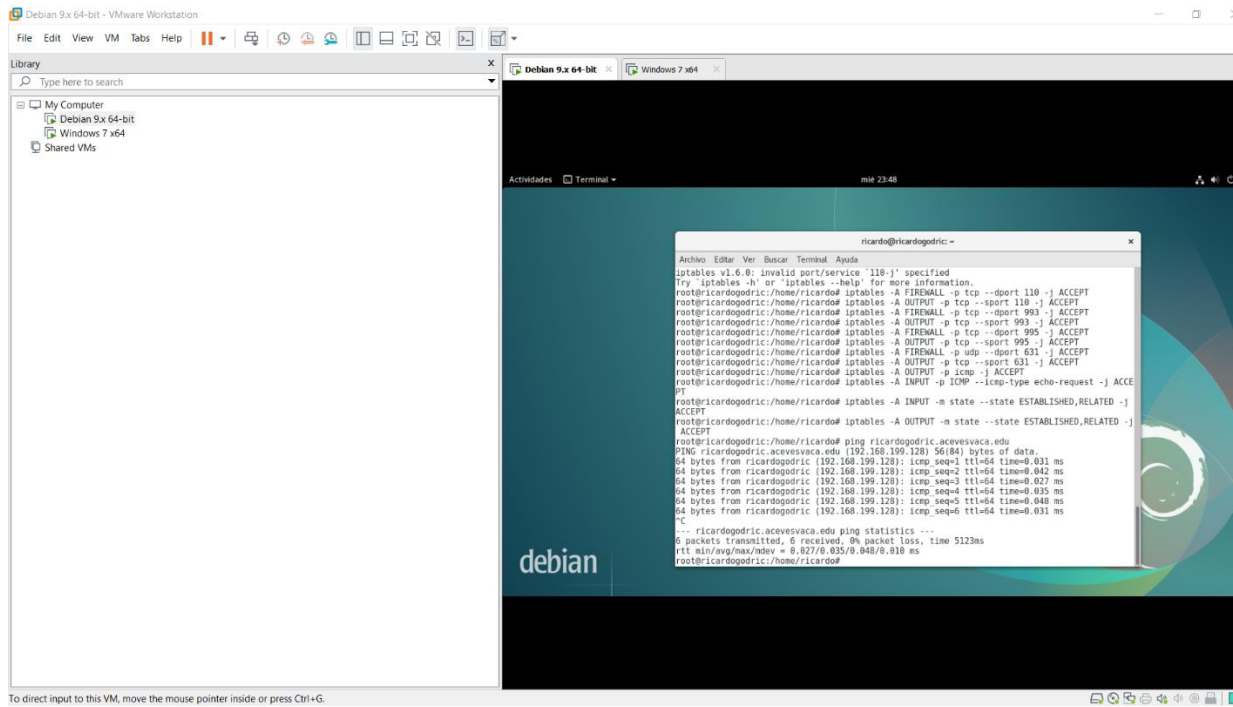 Debian 9.x 64-bit - VMware Workstation
File Edit View VM Tabs Help
Library
Type here to search
My Computer
Debian 9.x 64-bit
Windows 7 x64
Shared VMs
Debian 9.x 64-bit
Windows 7 x64
Actividades Terminal
mié 23:48
ricardo@ricardogodric: ~
Archivo Editar Ver Buscar Terminal Ayuda
iptables v1.6.0: invalid port/service `110-j' specified
Try `iptables -h' or 'iptables --help' for more information.
root@ricardogodric:/home/ricardo# iptables -A FIREWALL -p tcp --dport 110 -j ACCEPT
root@ricardogodric:/home/ricardo# iptables -A OUTPUT -p tcp --sport 110 -j ACCEPT
root@ricardogodric:/home/ricardo# iptables -A FIREWALL -p tcp --dport 993 -j ACCEPT
root@ricardogodric:/home/ricardo# iptables -A OUTPUT -p tcp --sport 993 -j ACCEPT
root@ricardogodric:/home/ricardo# iptables -A FIREWALL -p tcp --dport 995 -j ACCEPT
root@ricardogodric:/home/ricardo# iptables -A OUTPUT -p tcp --sport 995 -j ACCEPT
root@ricardogodric:/home/ricardo# iptables -A FIREWALL -p udp --dport 631 -j ACCEPT
root@ricardogodric:/home/ricardo# iptables -A OUTPUT -p tcp --sport 631 -j ACCEPT
root@ricardogodric:/home/ricardo# iptables -A OUTPUT -p icmp -j ACCEPT
root@ricardogodric:/home/ricardo# iptables -A INPUT -p ICMP --icmp-type echo-request -j ACCE
PT
root@ricardogodric:/home/ricardo# iptables -A INPUT -m state --state ESTABLISHED,RELATED -j
ACCEPT
root@ricardogodric:/home/ricardo# iptables -A OUTPUT -m state --state ESTABLISHED,RELATED -j
ACCEPT
root@ricardogodric:/home/ricardo# ping ricardogodric.acevesvaca.edu
PING ricardogodric.acevesvaca.edu (192.168.199.128) 56(84) bytes of data.
64 bytes from ricardogodric (192.168.199.128): icmp_seq=1 ttl=64 time=0.031 ms
64 bytes from ricardogodric (192.168.199.128): icmp_seq=2 ttl=64 time=0.042 ms
64 bytes from ricardogodric (192.168.199.128): icmp_seq=3 ttl=64 time=0.027 ms
64 bytes from ricardogodric (192.168.199.128): icmp_seq=4 ttl=64 time=0.035 ms
64 bytes from ricardogodric (192.168.199.128): icmp_seq=5 ttl=64 time=0.048 ms
64 bytes from ricardogodric (192.168.199.128): icmp_seq=6 ttl=64 time=0.031 ms
^C
--- ricardogodric.acevesvaca.edu ping statistics ---
6 packets transmitted, 6 received, 0% packet loss, time 5123ms
rtt min/avg/max/mdev = 0.027/0.035/0.048/0.010 ms
root@ricardogodric:/home/ricardo#
debian
To direct input to this VM, move the mouse pointer inside or press Ctrl+G.